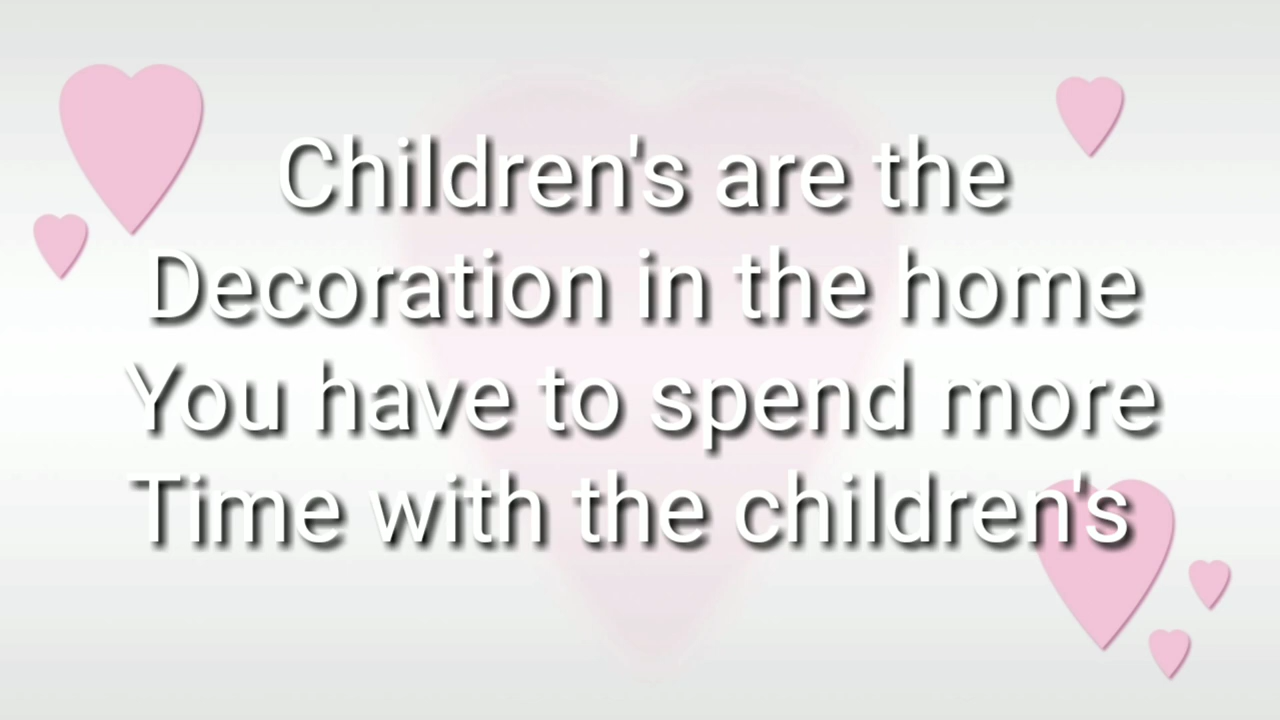 Children's are the
Decoration in the home
You have to spend more
Time with the children's